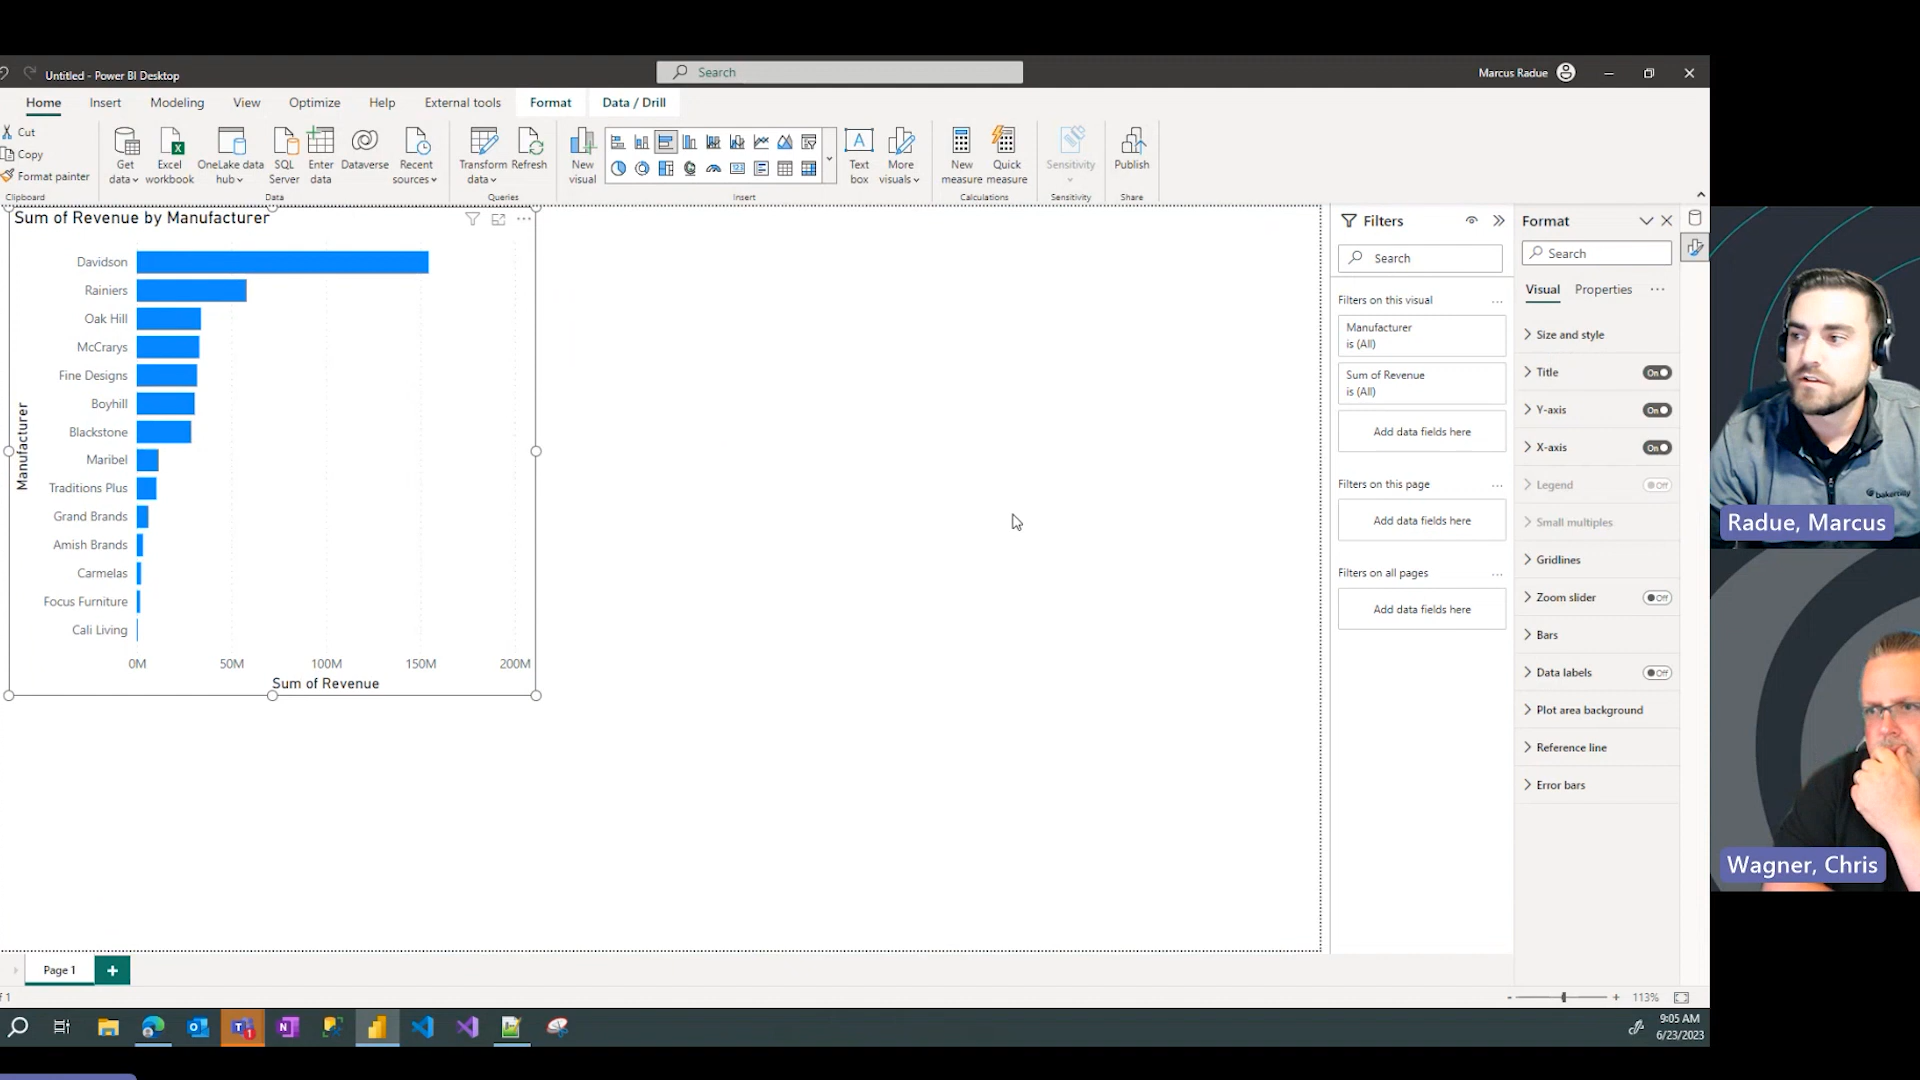 Untitled - Power BI Desktop
Search
Marcus Radue
Home
Insert
Modeling
View
Optimize
Help
External tools
Format
Data / Drill
Cut
Copy
Format painter
Clipboard
Get data
Excel workbook
OneLake data hub
SQL Server
Enter data
Dataverse
Recent sources
Data
Transform data
Refresh
Queries
New visual
Text box
More visuals
Insert
New measure
Quick measure
Calculations
Sensitivity
Sensitivity
Publish
Share
Sum of Revenue by Manufacturer
Manufacturer
Davidson
Rainiers
Oak Hill
McCrarys
Fine Designs
Boyhill
Blackstone
Maribel
Traditions Plus
Grand Brands
Amish Brands
Carmelas
Focus Furniture
Cali Living
0M 50M 100M 150M 200M
Sum of Revenue
Filters
Search
Filters on this visual
Manufacturer
is (All)
Sum of Revenue
is (All)
Add data fields here
Filters on this page
Add data fields here
Filters on all pages
Add data fields here
Format
Search
Visual
Properties
Size and style
Title
On
Y-axis
On
X-axis
On
Legend
Off
Small multiples
Gridlines
Zoom slider
Off
Bars
Data labels
Off
Plot area background
Reference line
Error bars
bakertilly
Radue, Marcus
Wagner, Chris
Page 1
f 1
- + 113%
9:05 AM
6/23/2023